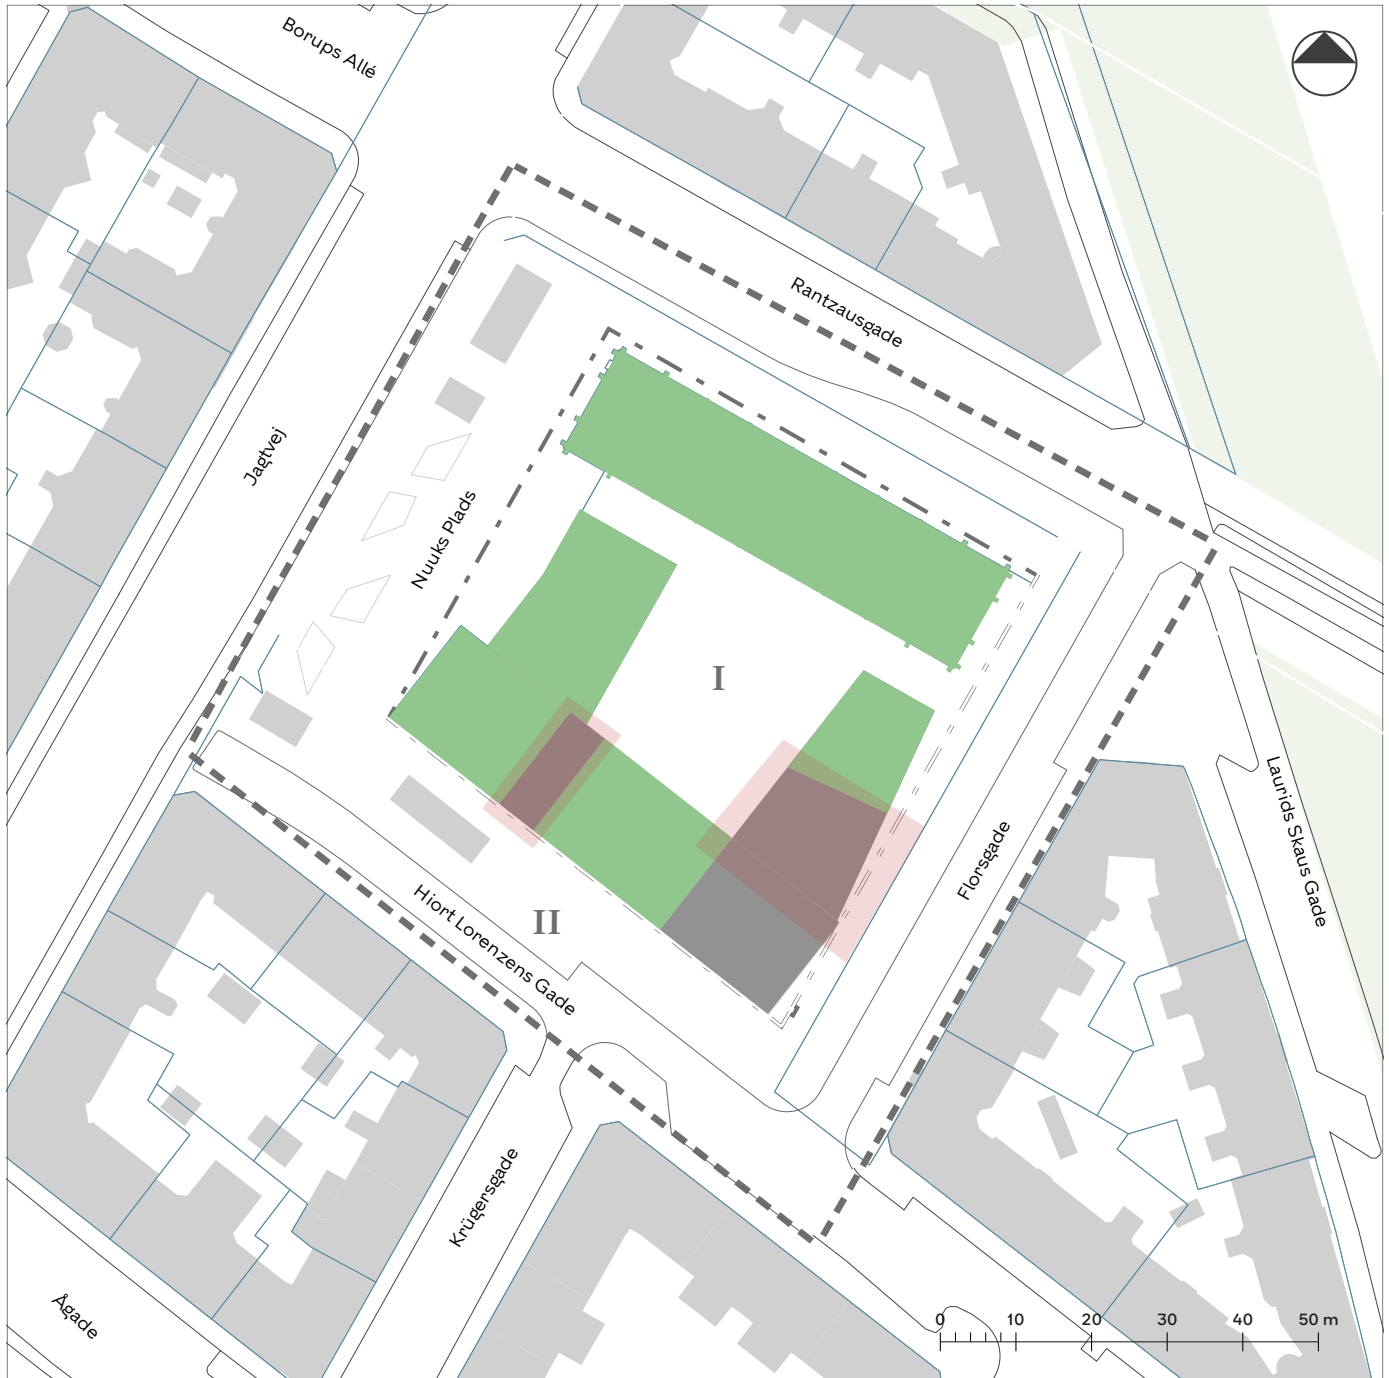 Borups Allé
Rantzausgade
Jagtvej
Nuuks Plads
I
Florsgade
Laurids Skaus Gade
II
Hiort Lorenzens Gade
Krügersgade
Ågade
0 10 20 30 40 50 m